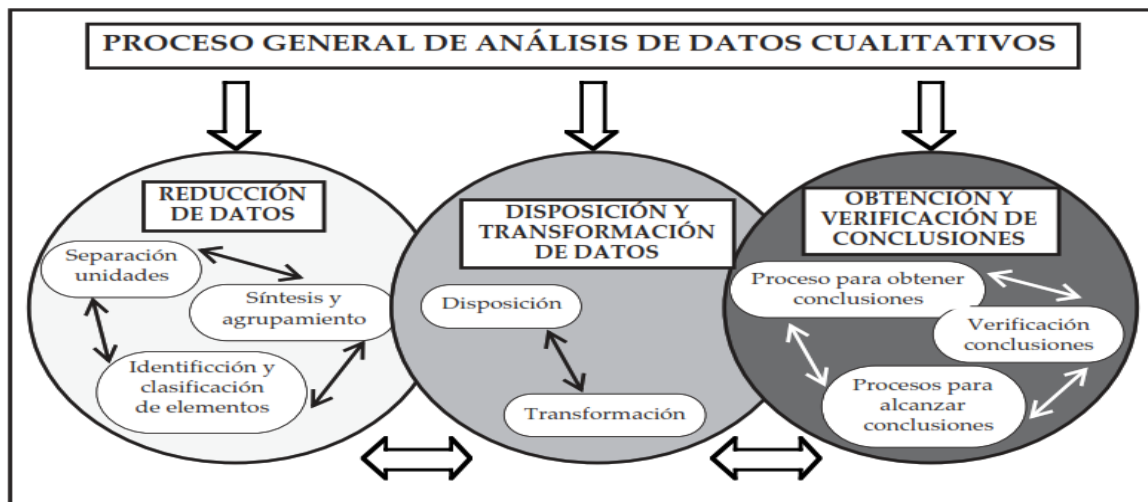 PROCESO GENERAL DE ANÁLISIS DE DATOS CUALITATIVOS
REDUCCIÓN
DE DATOS
Separación
unidades
Síntesis y
agrupamiento
Identificción y
clasificación
de elementos
DISPOSICIÓN Y
TRANSFORMACIÓN
DE DATOS
Disposición
Transformación
OBTENCIÓN Y
VERIFICACIÓN DE
CONCLUSIONES
Proceso para obtener
conclusiones
Verificación
conclusiones
Procesos para
alcanzar
conclusiones